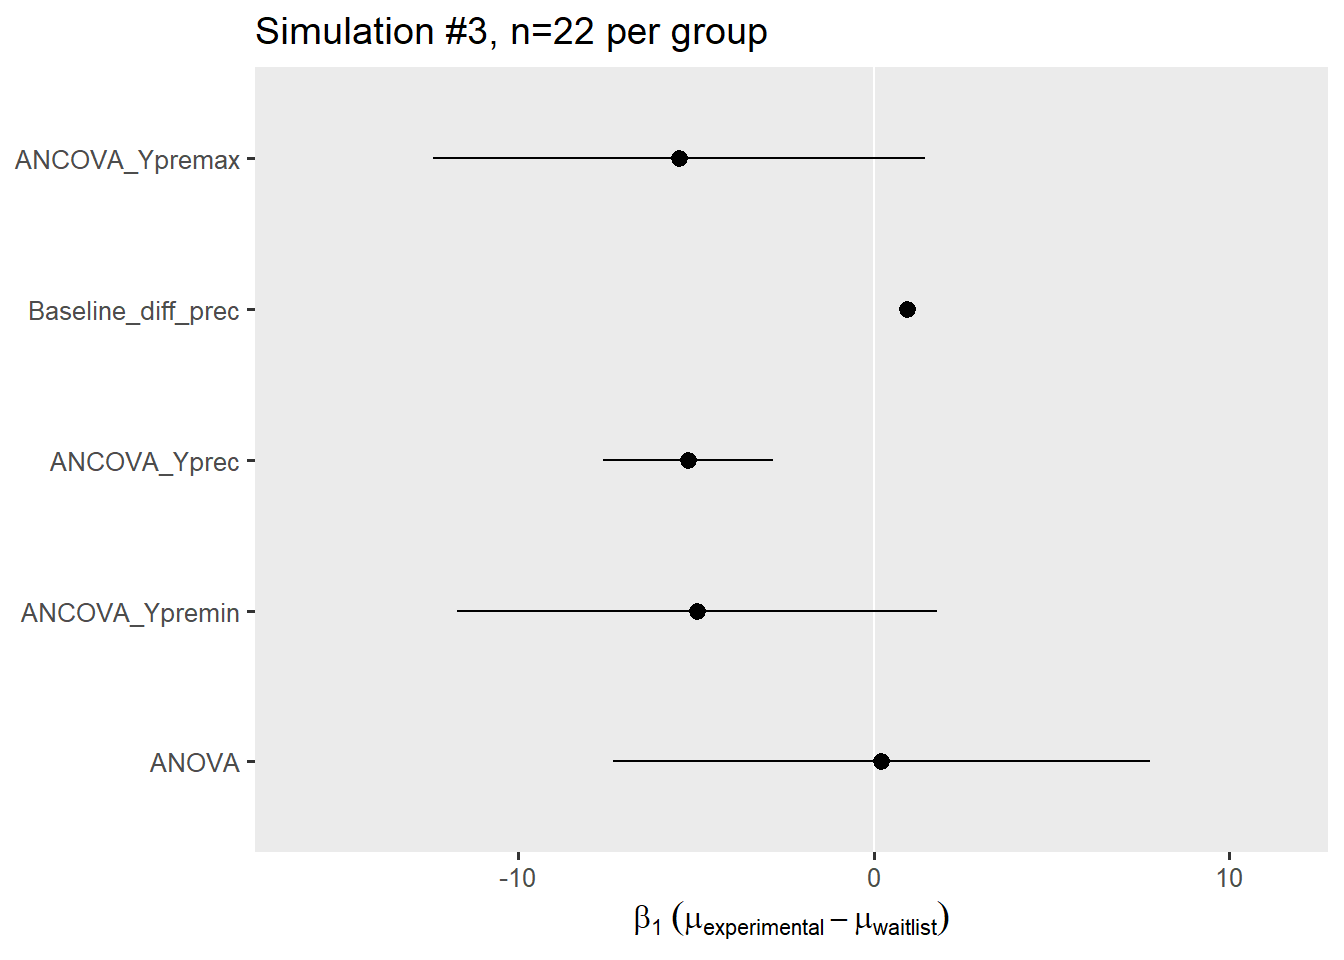 Simulation #3, n=22 per group
ANCOVA_Ypremax
Baseline_diff_prec
ANCOVA_Yprec
ANCOVA_Ypremin
ANOVA
-10 0 10
β₁ (μexperimental − μwaitlist)